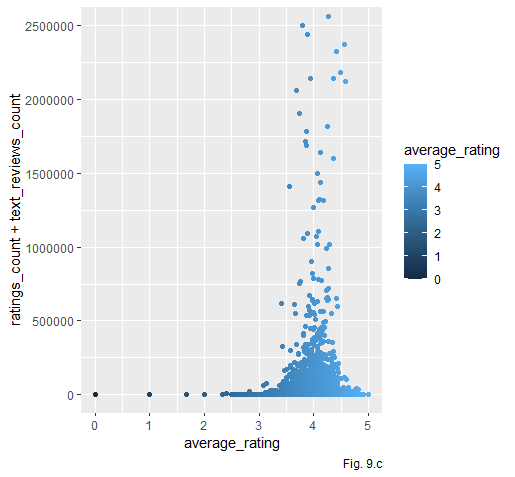 ratings_count + text_reviews_count
2500000
2000000
1500000
1000000
500000
0
0 1 2 3 4 5
average_rating
average_rating
5
4
3
2
1
0
Fig. 9.c